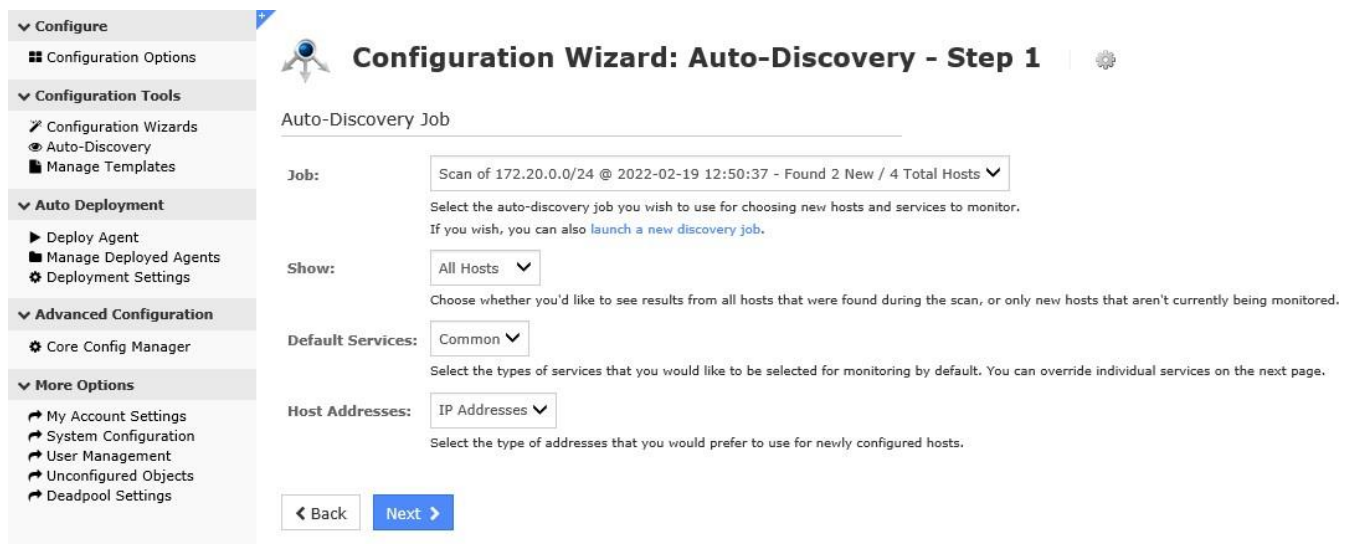 Configure
Configuration Options
Configuration Tools
Configuration Wizards
Auto-Discovery
Manage Templates
Auto Deployment
Deploy Agent
Manage Deployed Agents
Deployment Settings
Advanced Configuration
Core Config Manager
More Options
My Account Settings
System Configuration
User Management
Unconfigured Objects
Deadpool Settings
Configuration Wizard: Auto-Discovery - Step 1
Auto-Discovery Job
Job: Scan of 172.20.0.0/24 @ 2022-02-19 12:50:37 - Found 2 New / 4 Total Hosts
Select the auto-discovery job you wish to use for choosing new hosts and services to monitor.
If you wish, you can also launch a new discovery job.
Show: All Hosts
Choose whether you'd like to see results from all hosts that were found during the scan, or only new hosts that aren't currently being monitored.
Default Services: Common
Select the types of services that you would like to be selected for monitoring by default. You can override individual services on the next page.
Host Addresses: IP Addresses
Select the type of addresses that you would prefer to use for newly configured hosts.
Back Next